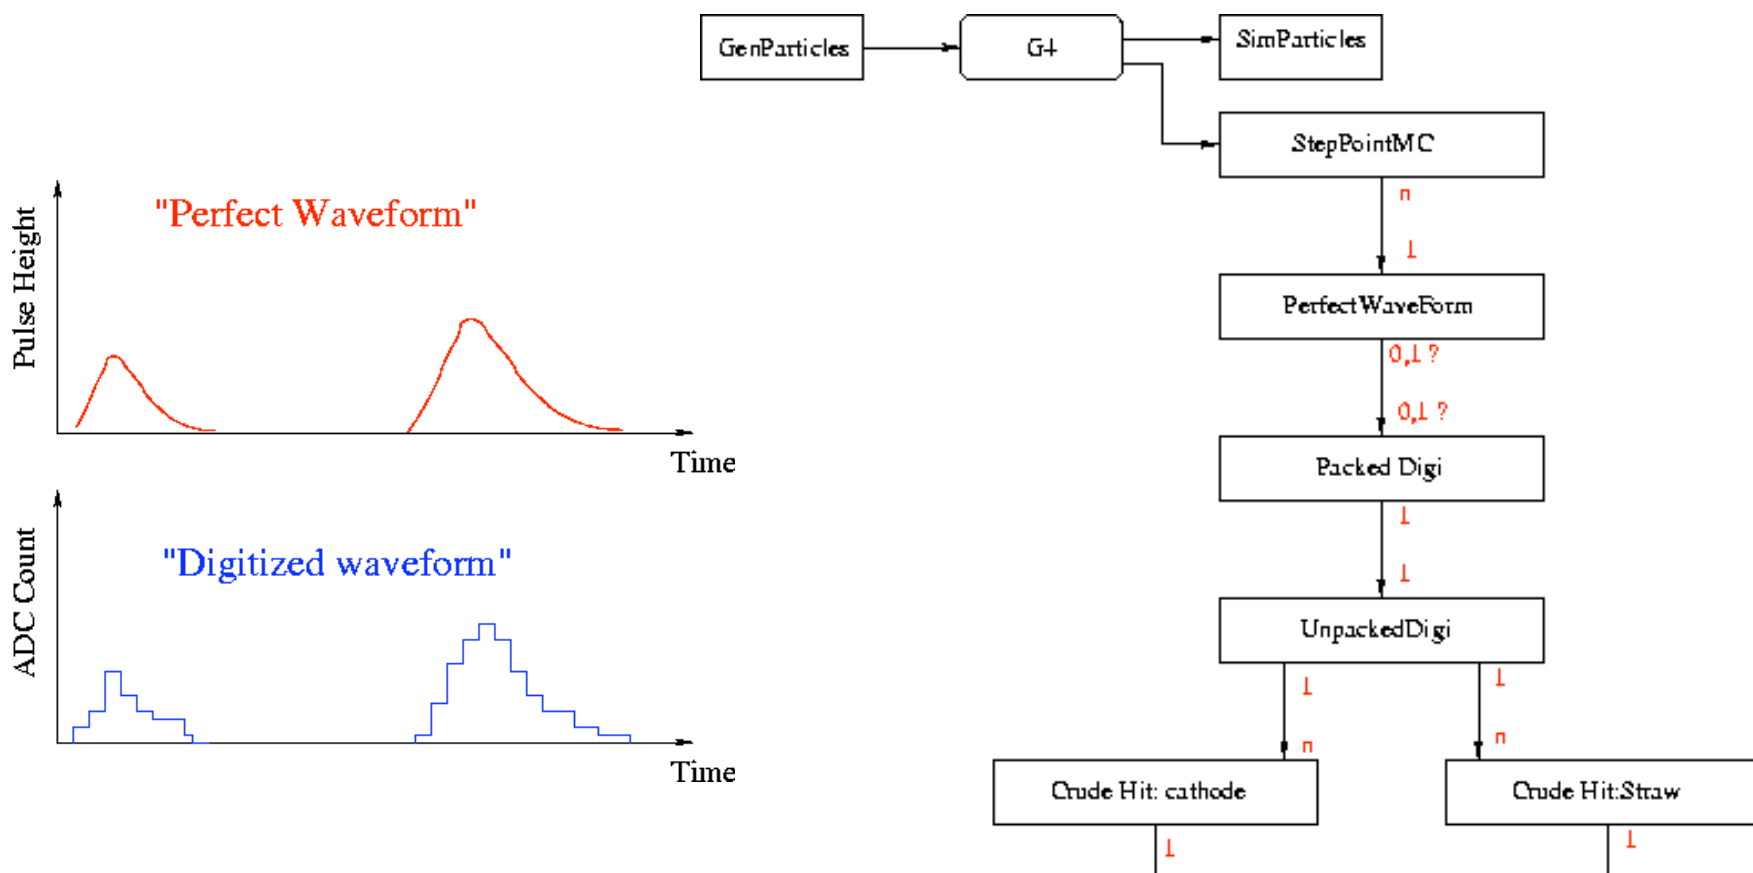 GenParticles
G4
SimParticles
StepPointMC
n
1
PerfectWaveForm
0,1 ?
0,1 ?
Packed Digi
1
1
UnpackedDigi
1
1
n
n
Crude Hit: cathode
Crude Hit:Straw
1
1
"Perfect Waveform"
Pulse Height
Time
"Digitized waveform"
ADC Count
Time